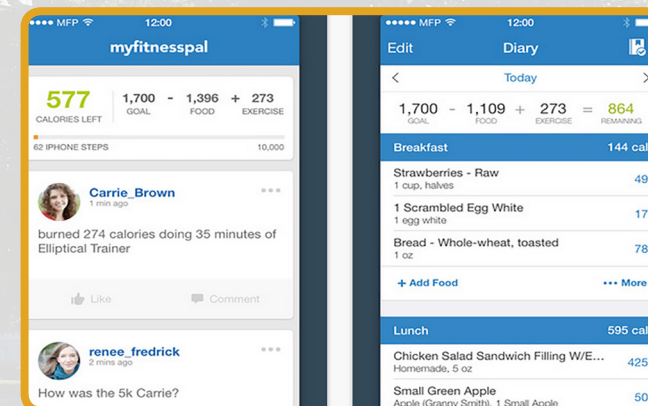 MFP 12:00
myfitnesspal
577 1,700 - 1,396 + 273
CALORIES LEFT GOAL FOOD EXERCISE
62 IPHONE STEPS 10,000
Carrie_Brown
1 min ago
burned 274 calories doing 35 minutes of
Elliptical Trainer
Like Comment
renee_fredrick
2 mins ago
How was the 5k Carrie?
MFP 12:00
Edit Diary
Today
1,700 - 1,109 + 273 = 864
GOAL FOOD EXERCISE REMAINING
Breakfast 144 cal
Strawberries - Raw 49
1 cup, halves
1 Scrambled Egg White 17
1 egg white
Bread - Whole-wheat, toasted 78
1 oz
+ Add Food ••• More
Lunch 595 cal
Chicken Salad Sandwich Filling W/E... 425
Homemade, 5 oz
Small Green Apple 50
Apple (Granny Smith), 1 Small Apple